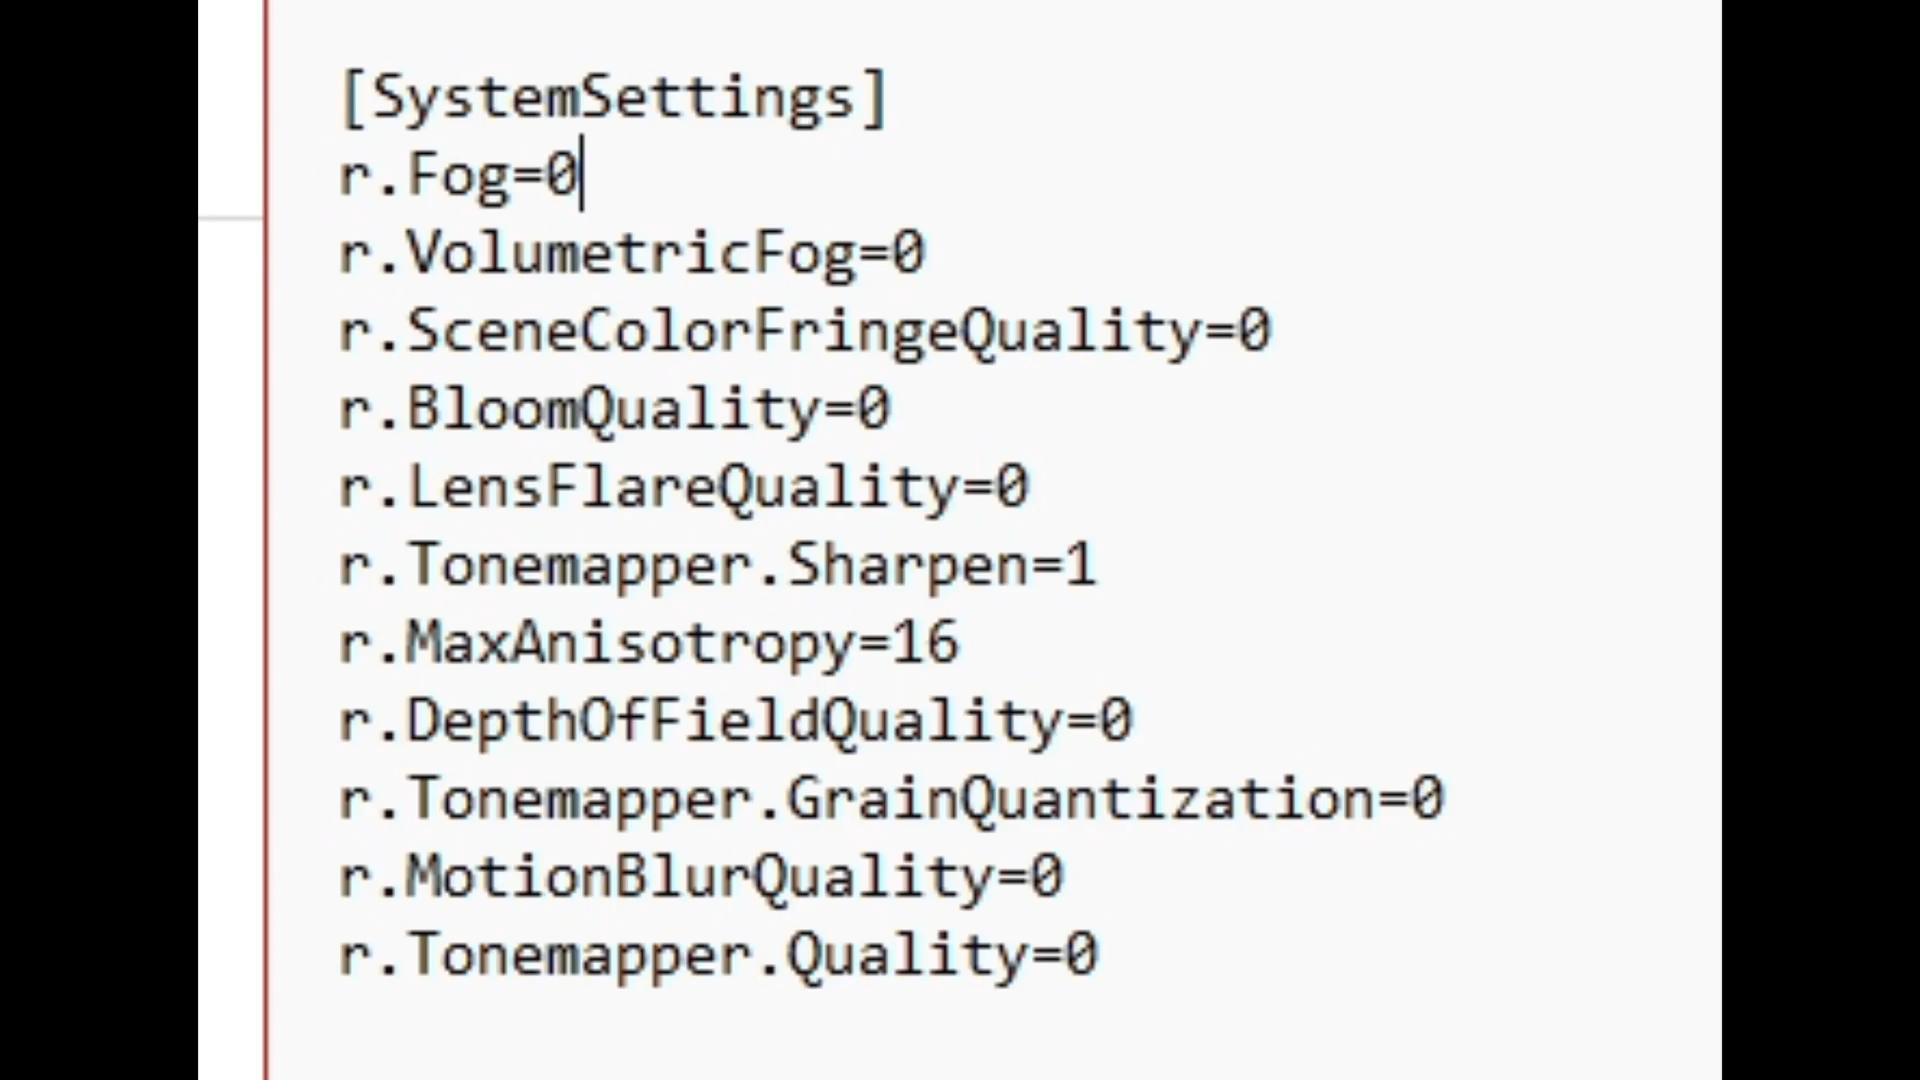 [SystemSettings]
r.Fog=0
r.VolumetricFog=0
r.SceneColorFringeQuality=0
r.BloomQuality=0
r.LensFlareQuality=0
r.Tonemapper.Sharpen=1
r.MaxAnisotropy=16
r.DepthOfFieldQuality=0
r.Tonemapper.GrainQuantization=0
r.MotionBlurQuality=0
r.Tonemapper.Quality=0